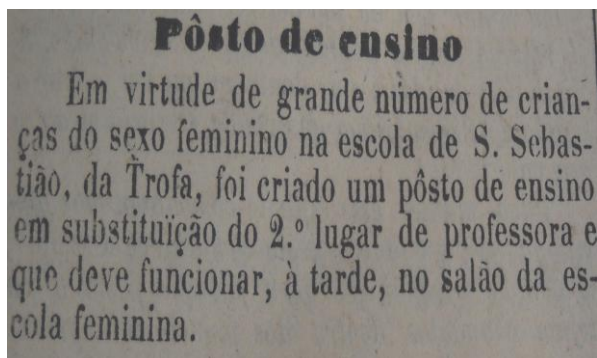 Pôsto de ensino
Em virtude de grande número de crian-
ças do sexo feminino na escola de S. Sebas-
tião, da Trofa, foi criado um pôsto de ensino
em substituïção do 2.º lugar de professora e
que deve funcionar, à tarde, no salão da es-
cola feminina.